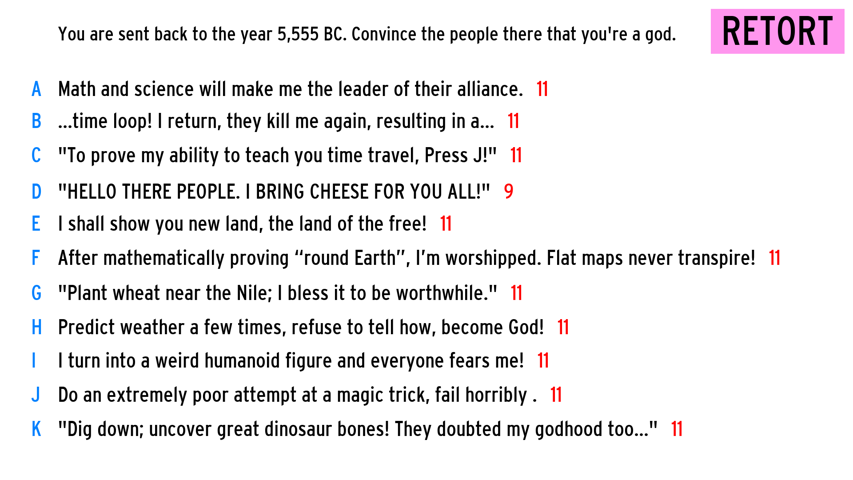 You are sent back to the year 5,555 BC. Convince the people there that you're a god.
RETORT
A Math and science will make me the leader of their alliance. 11
B ...time loop! I return, they kill me again, resulting in a... 11
C "To prove my ability to teach you time travel, Press J!" 11
D "HELLO THERE PEOPLE. I BRING CHEESE FOR YOU ALL!" 9
E I shall show you new land, the land of the free! 11
F After mathematically proving “round Earth”, I’m worshipped. Flat maps never transpire! 11
G "Plant wheat near the Nile; I bless it to be worthwhile." 11
H Predict weather a few times, refuse to tell how, become God! 11
I I turn into a weird humanoid figure and everyone fears me! 11
J Do an extremely poor attempt at a magic trick, fail horribly . 11
K "Dig down; uncover great dinosaur bones! They doubted my godhood too..." 11